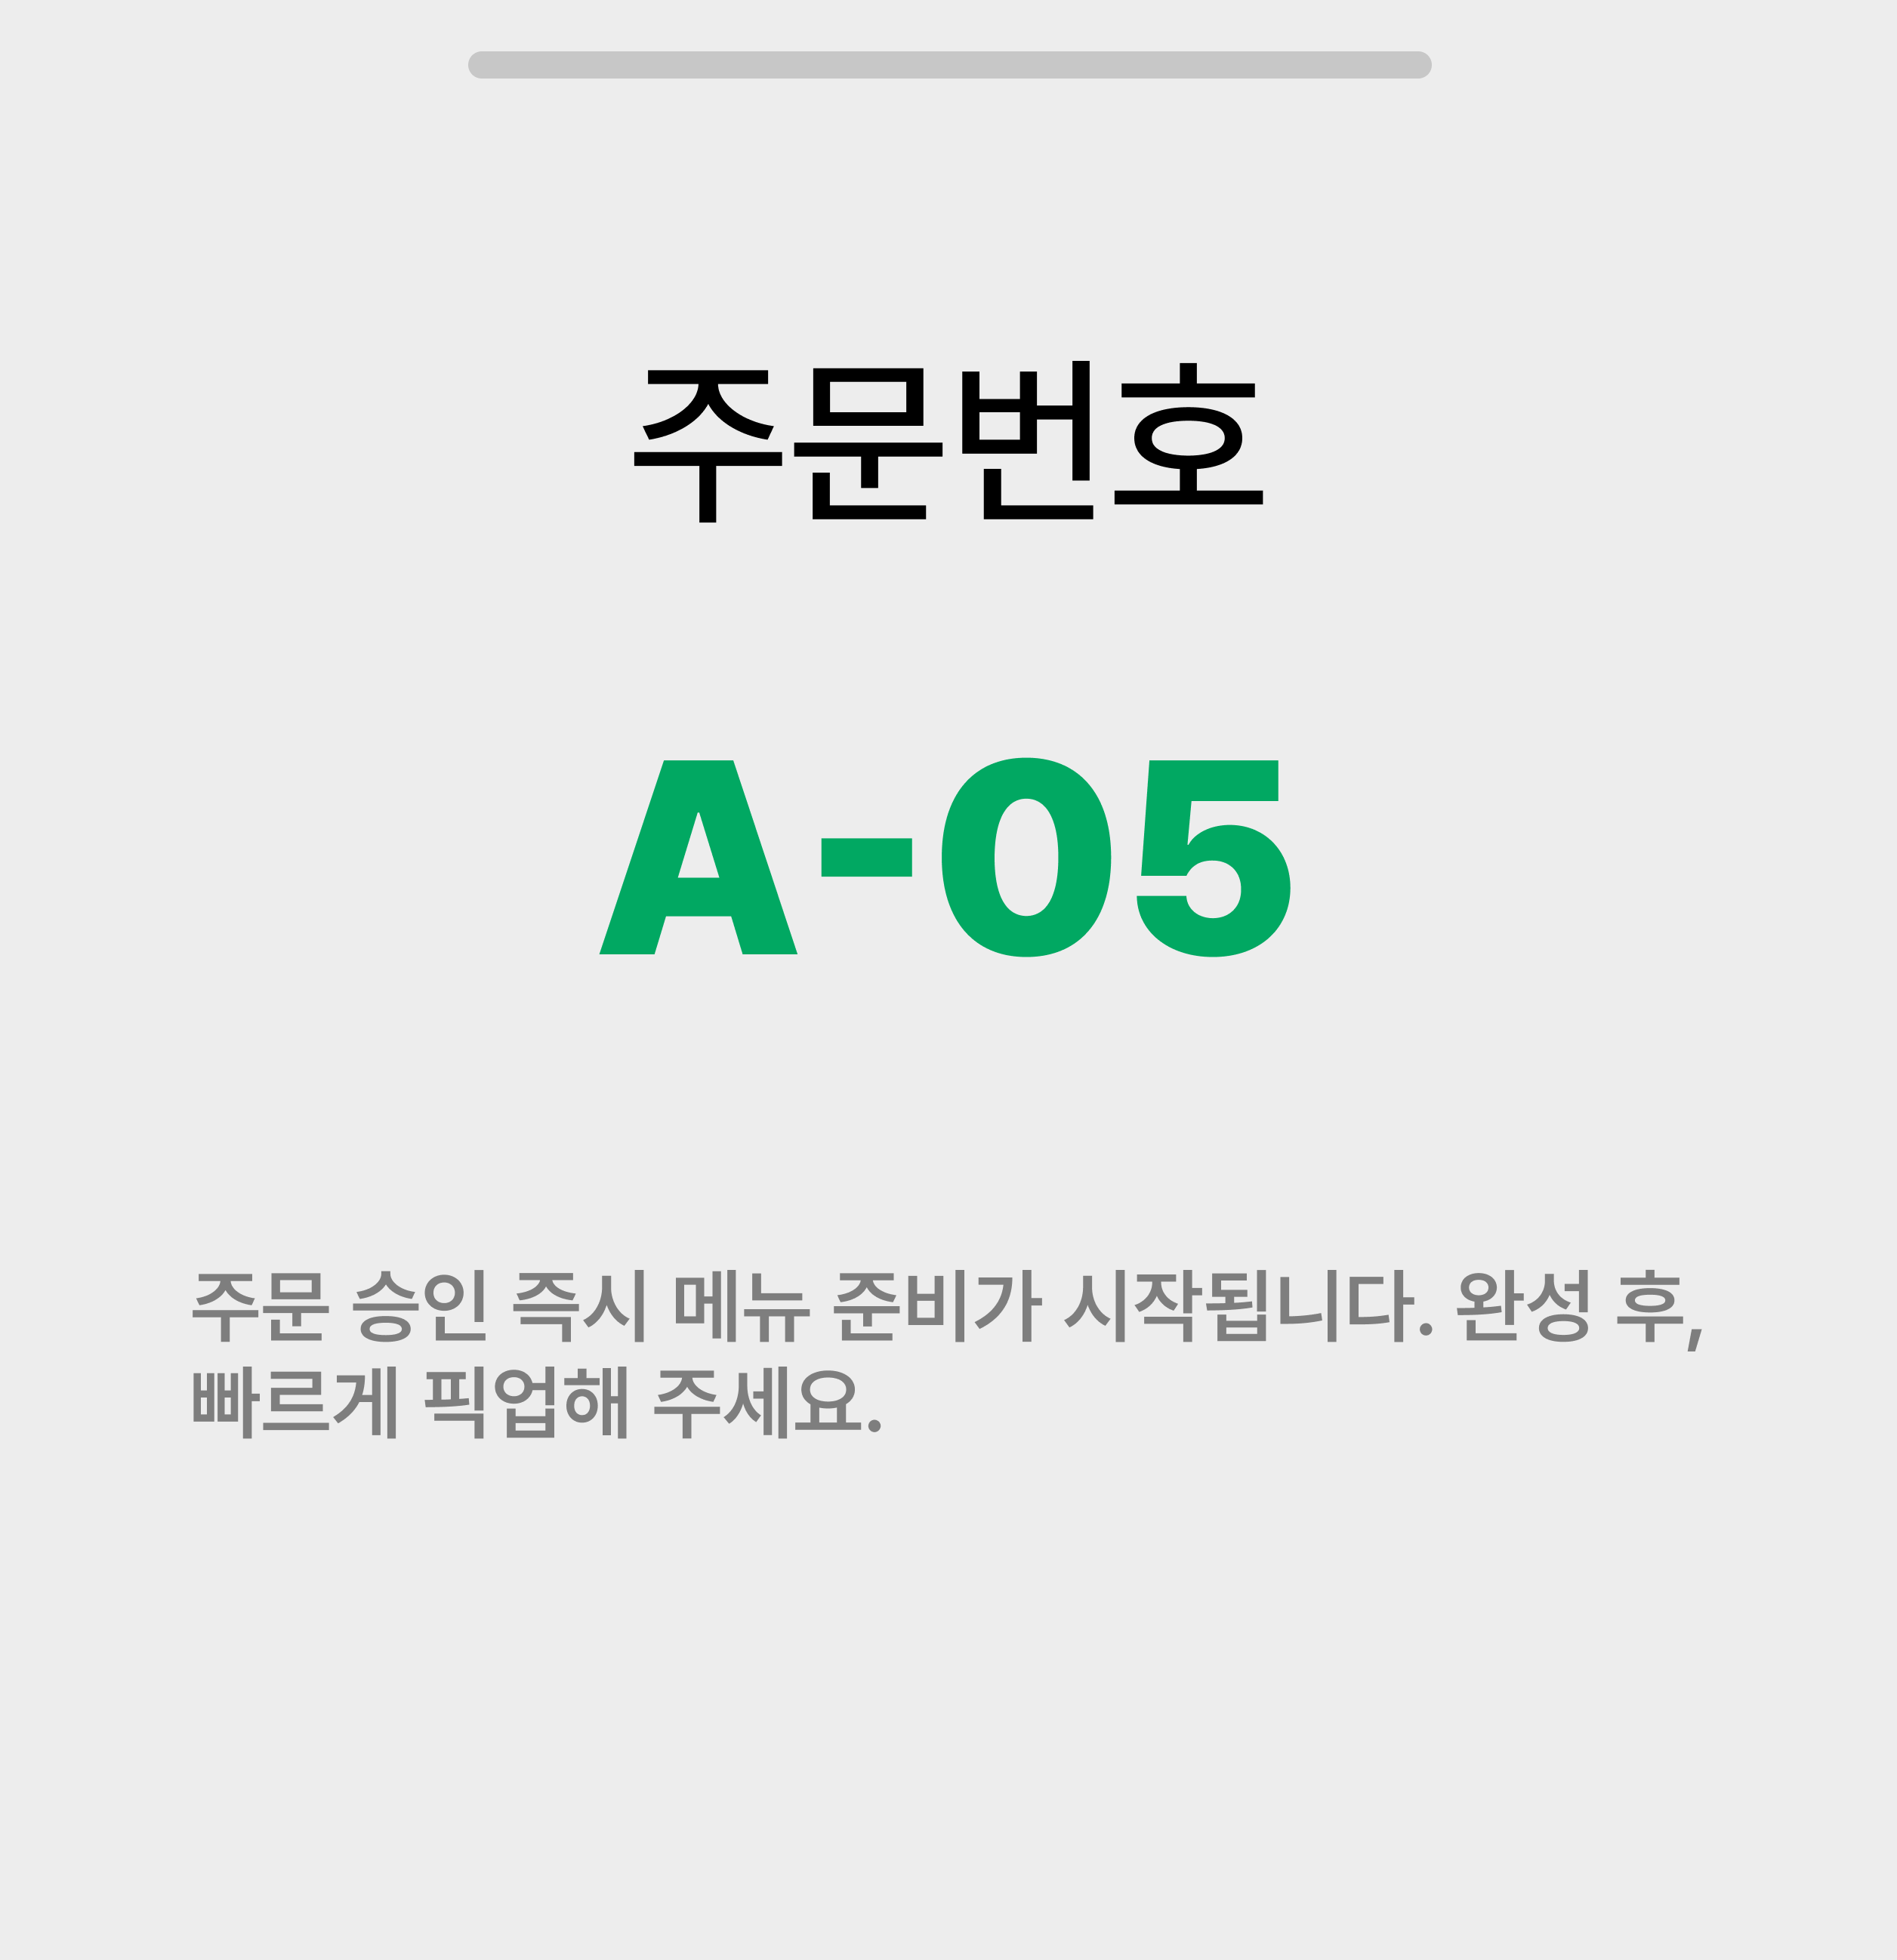 주문번호
A-05
주문 승인 즉시 메뉴 준비가 시작됩니다. 완성 후,
빠르게 픽업해 주세요.